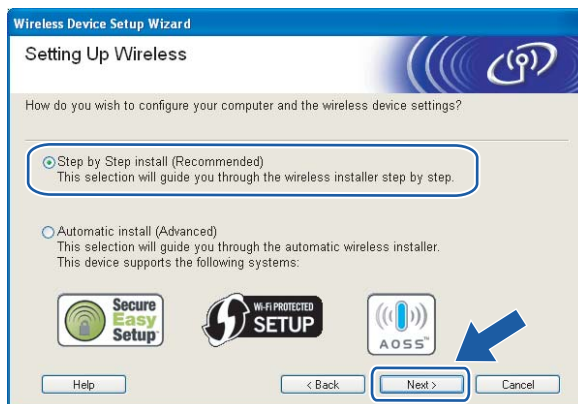 Wireless Device Setup Wizard
Setting Up Wireless
How do you wish to configure your computer and the wireless device settings?
Step by Step install (Recommended)
This selection will guide you through the wireless installer step by step.
Automatic install (Advanced)
This selection will guide you through the automatic wireless installer.
This device supports the following systems:
Secure
Easy
Setup
WI-FI PROTECTED
SETUP
AOSS™
Help
< Back
Next >
Cancel